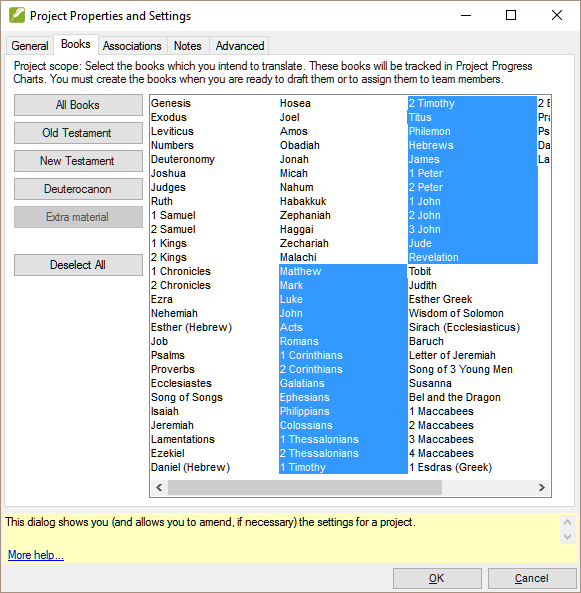 Project Properties and Settings
General
Books
Associations
Notes
Advanced
Project scope: Select the books which you intend to translate. These books will be tracked in Project Progress
Charts. You must create the books when you are ready to draft them or to assign them to team members.
All Books
Old Testament
New Testament
Deuterocanon
Extra material
Deselect All
Genesis
Exodus
Leviticus
Numbers
Deuteronomy
Joshua
Judges
Ruth
1 Samuel
2 Samuel
1 Kings
2 Kings
1 Chronicles
2 Chronicles
Ezra
Nehemiah
Esther (Hebrew)
Job
Psalms
Proverbs
Ecclesiastes
Song of Songs
Isaiah
Jeremiah
Lamentations
Ezekiel
Daniel (Hebrew)
Hosea
Joel
Amos
Obadiah
Jonah
Micah
Nahum
Habakkuk
Zephaniah
Haggai
Zechariah
Malachi
Matthew
Mark
Luke
John
Acts
Romans
1 Corinthians
2 Corinthians
Galatians
Ephesians
Philippians
Colossians
1 Thessalonians
2 Thessalonians
1 Timothy
2 Timothy
Titus
Philemon
Hebrews
James
1 Peter
2 Peter
1 John
2 John
3 John
Jude
Revelation
Tobit
Judith
Esther Greek
Wisdom of Solomon
Sirach (Ecclesiasticus)
Baruch
Letter of Jeremiah
Song of 3 Young Men
Susanna
Bel and the Dragon
1 Maccabees
2 Maccabees
3 Maccabees
4 Maccabees
1 Esdras (Greek)
2 E
Pra
Ps
Da
La
This dialog shows you (and allows you to amend, if necessary) the settings for a project.
More help...
OK
Cancel